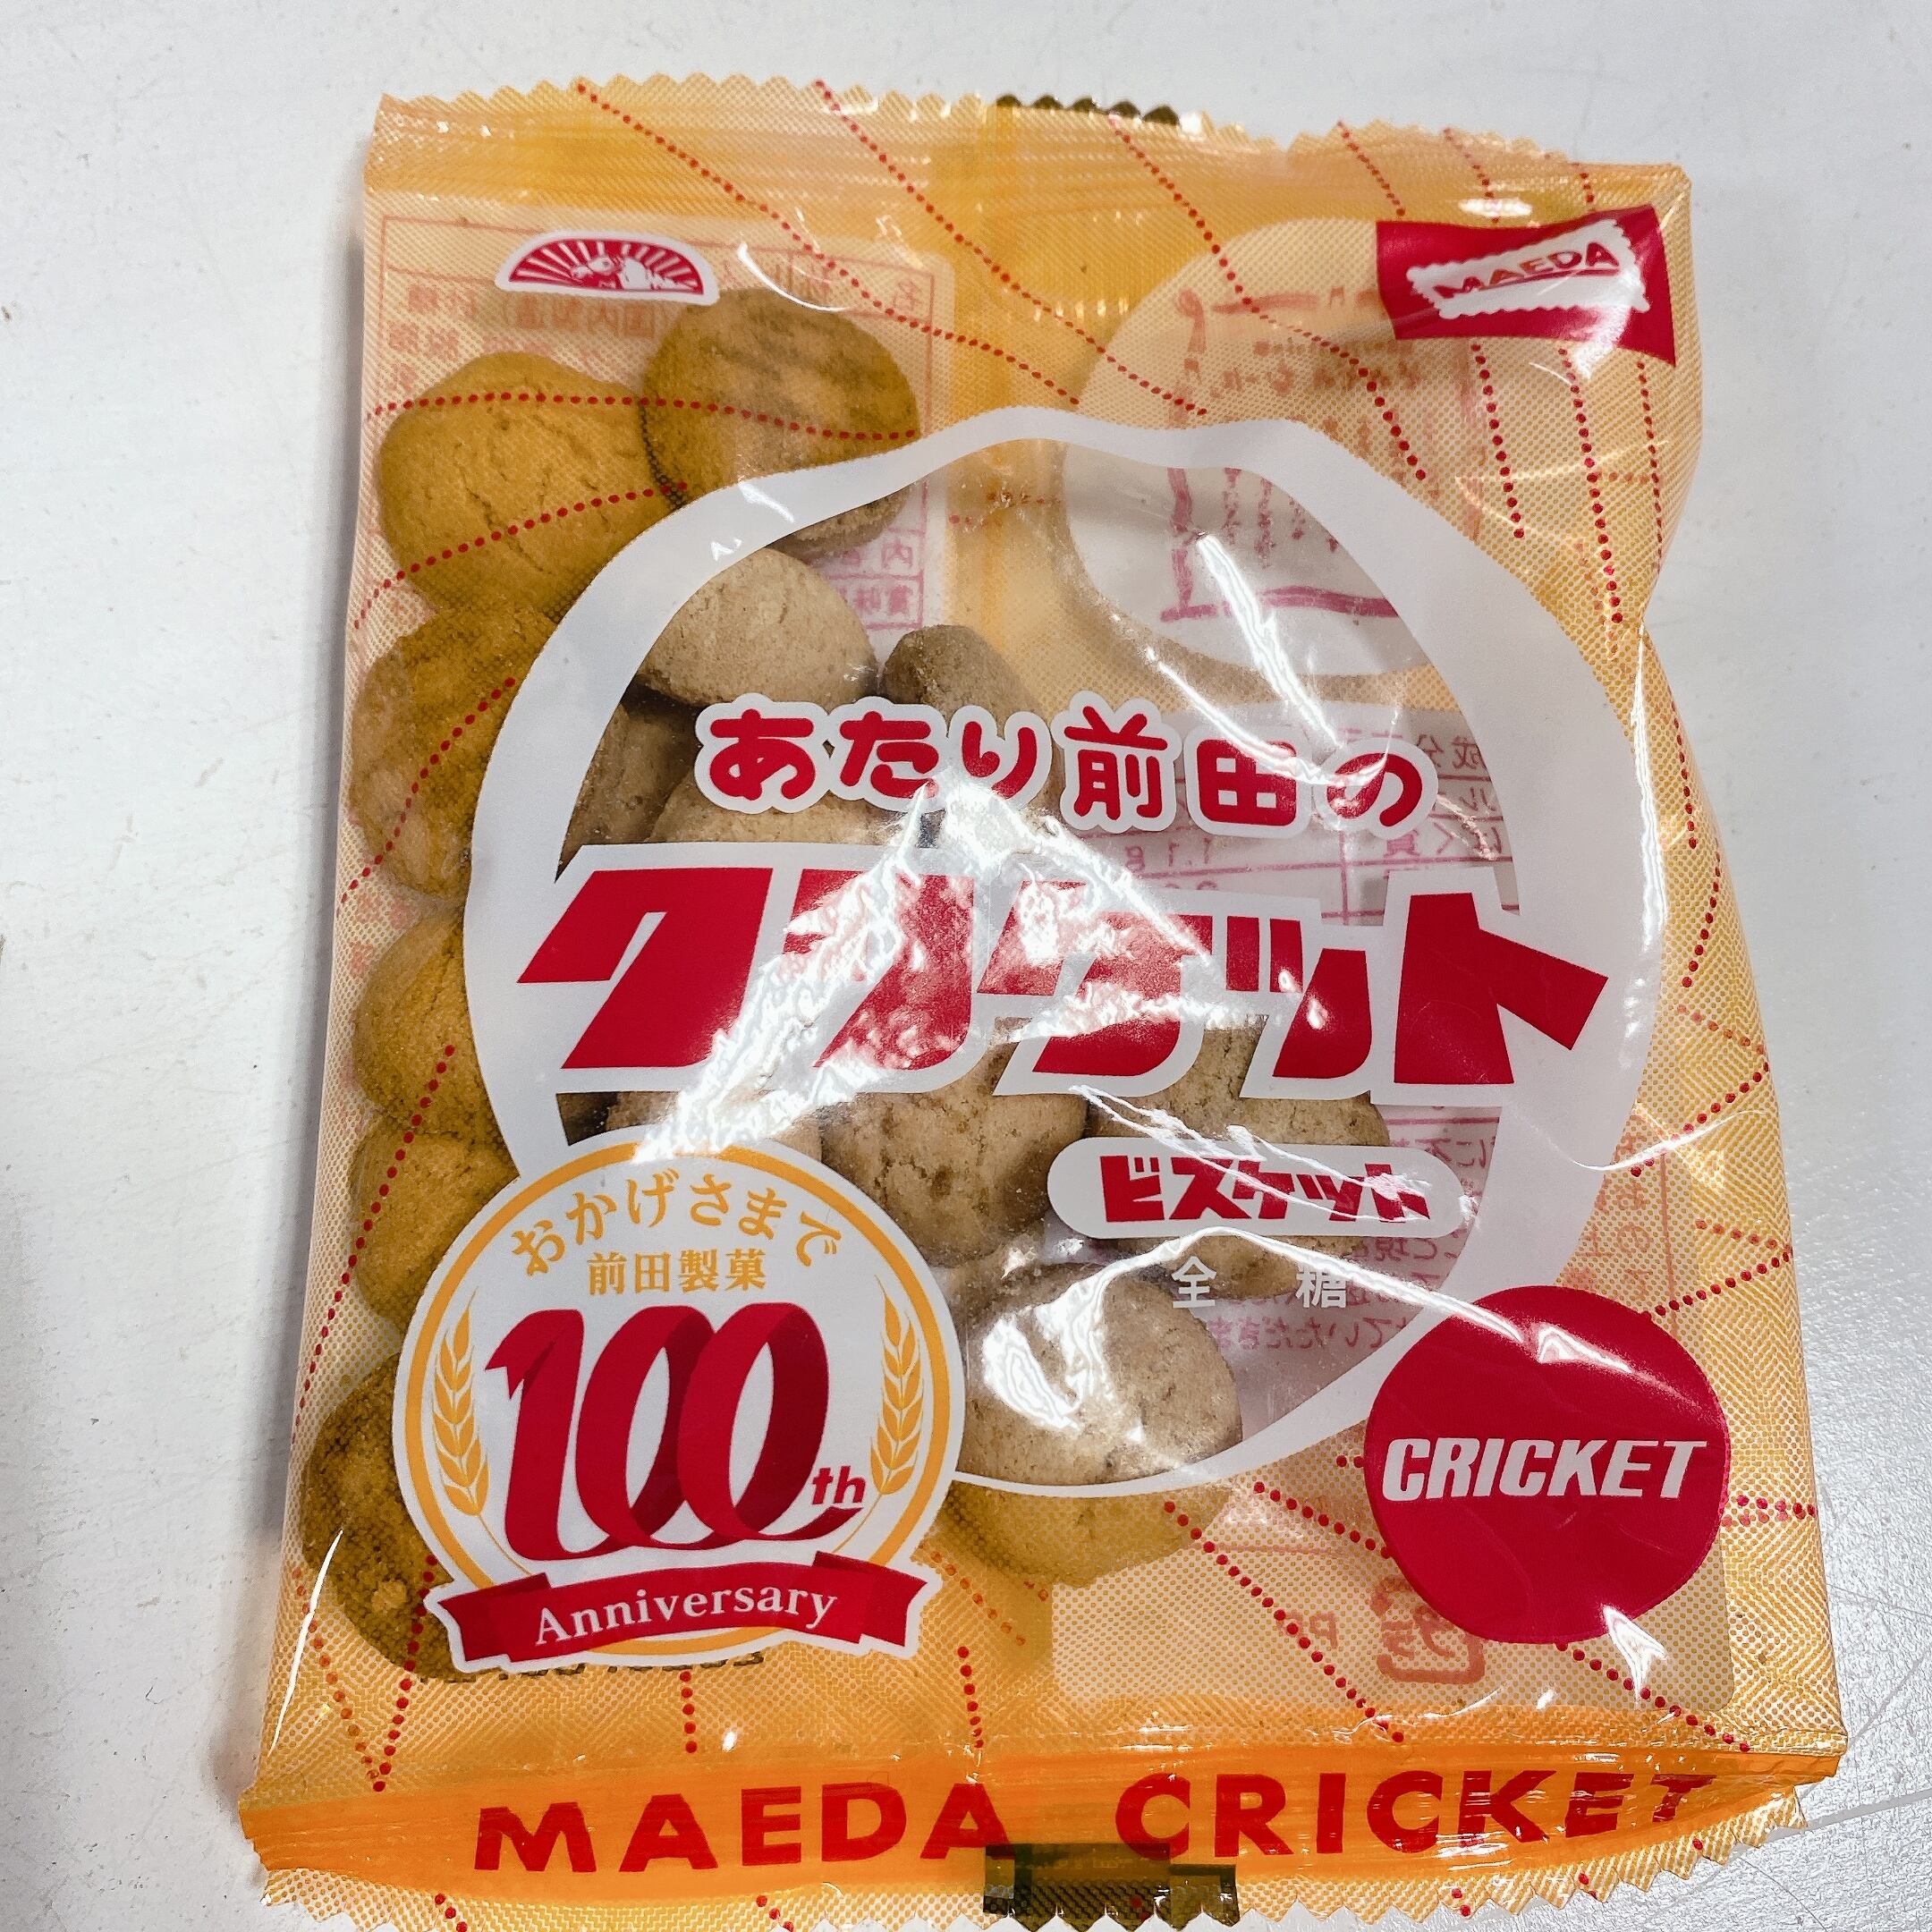 MAEDA
あたり前田の
クリケット
ビスケット
全糖
おかげさまで
前田製菓
100th
Anniversary
CRICKET
MAEDA CRICKET